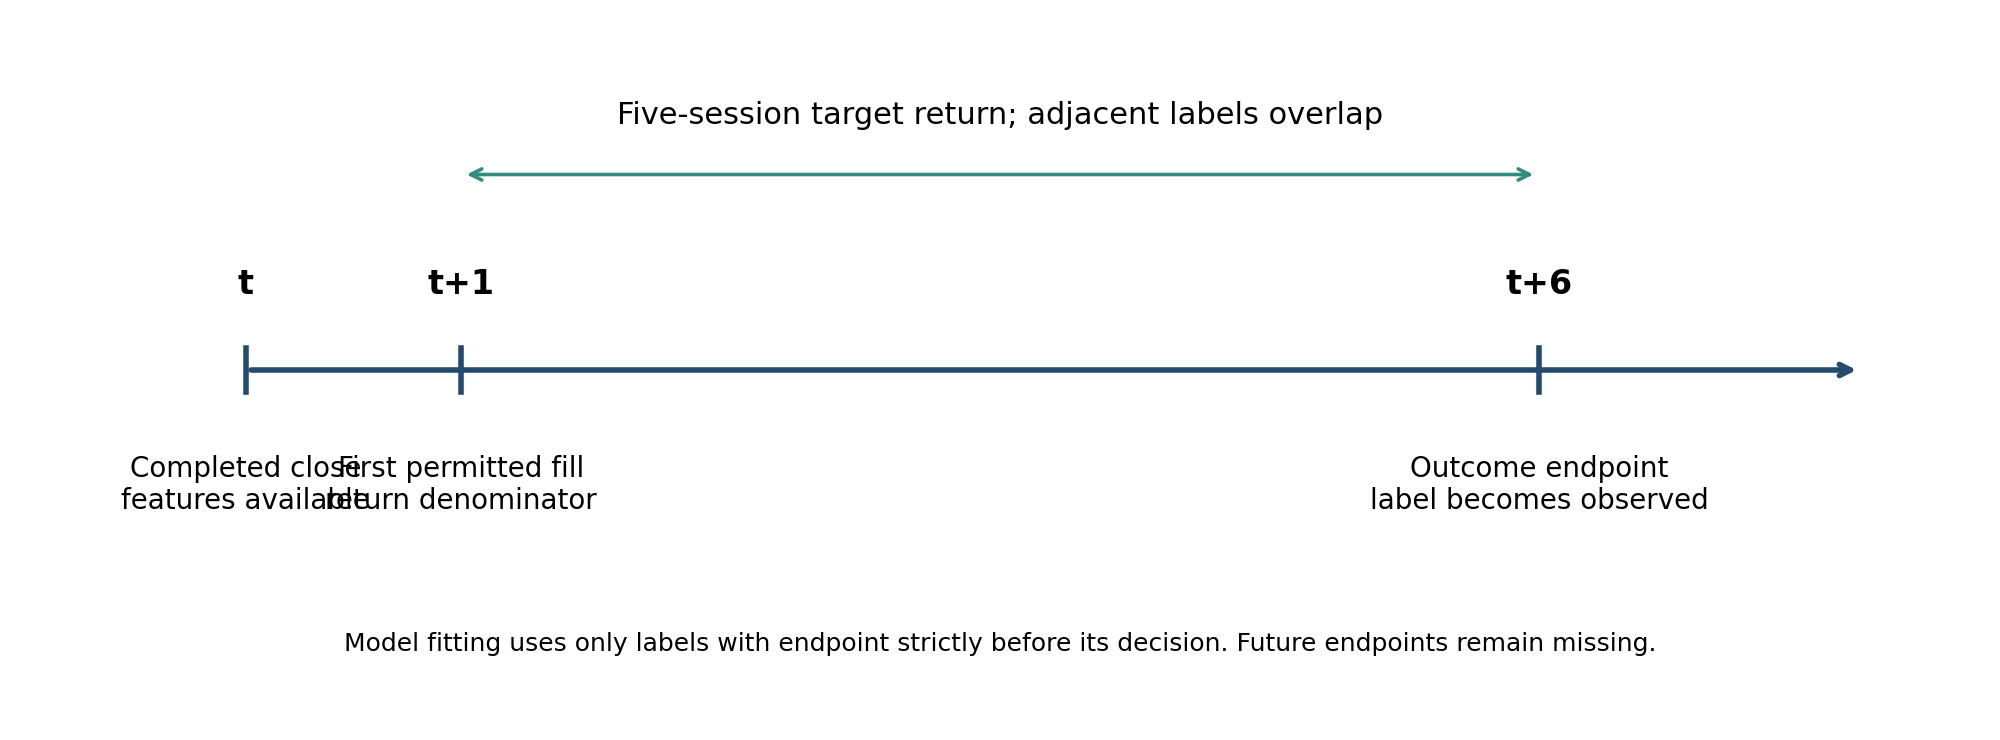 Five-session target return; adjacent labels overlap
t
t+1
t+6
Completed close
features available
First permitted fill
return denominator
Outcome endpoint
label becomes observed
Model fitting uses only labels with endpoint strictly before its decision. Future endpoints remain missing.